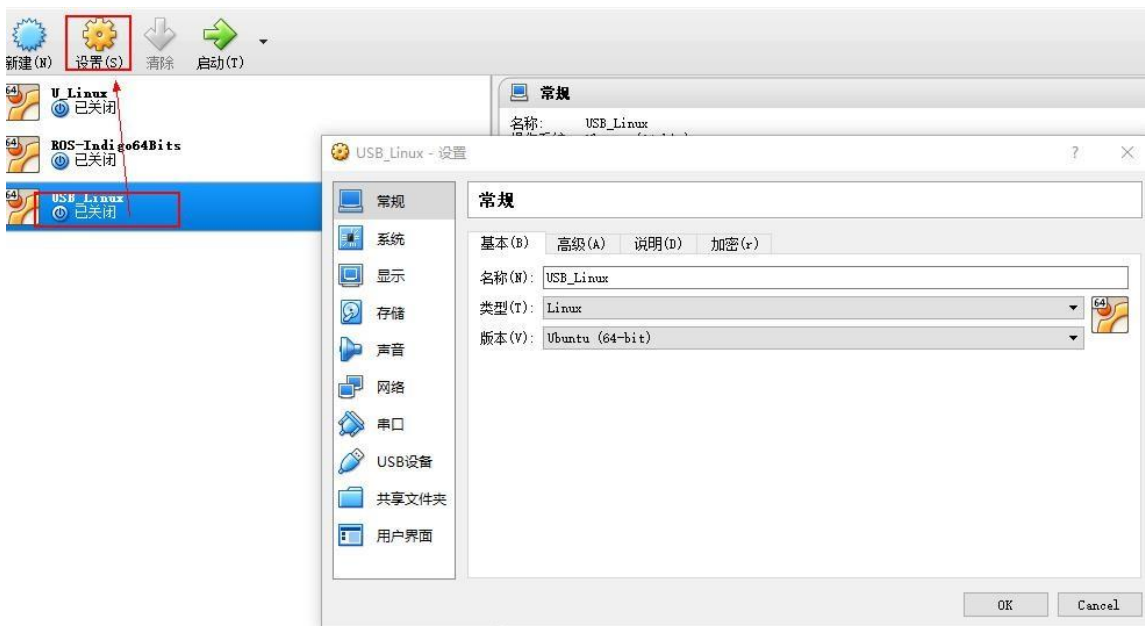 新建(N) 设置(S) 清除 启动(T)
64 U_Linux
已关闭
64 ROS-Indigo64Bits
已关闭
64 USB_Linux
已关闭
常规
名称: USB_Linux
USB_Linux - 设置 ? ×
常规
系统
显示
存储
声音
网络
串口
USB设备
共享文件夹
用户界面
常规
基本(B) 高级(A) 说明(D) 加密(r)
名称(N): USB_Linux
类型(T): Linux
64
版本(V): Ubuntu (64-bit)
OK Cancel